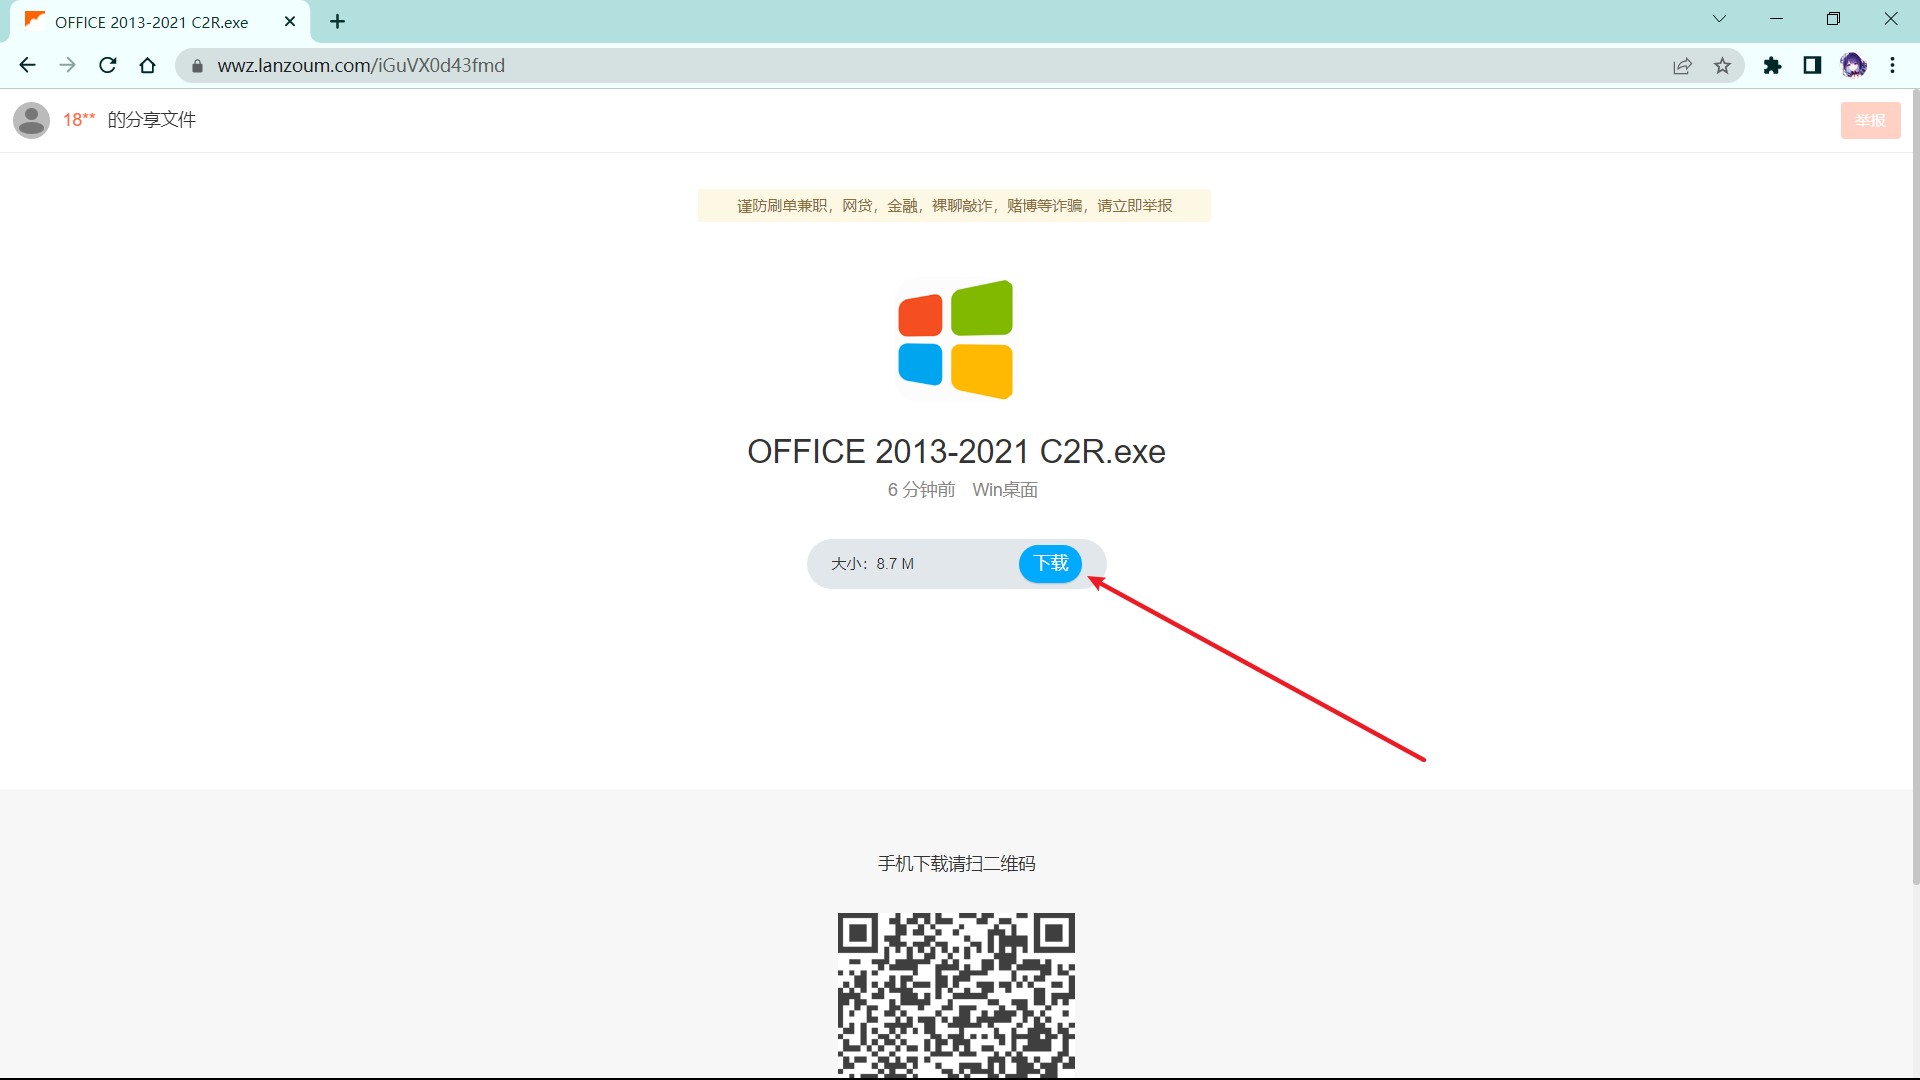 OFFICE 2013-2021 C2R.exe
wwz.lanzoum.com/iGuVX0d43fmd
18** 的分享文件
举报
谨防刷单兼职，网贷，金融，裸聊敲诈，赌博等诈骗，请立即举报
OFFICE 2013-2021 C2R.exe
6 分钟前 Win桌面
大小：8.7 M
下载
手机下载请扫二维码